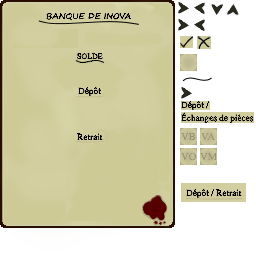 BANQUE DE INOVA
SOLDE
Dépôt
Retrait
Dépôt /
Échanges de pièces
VB VA
VO VM
Dépôt / Retrait